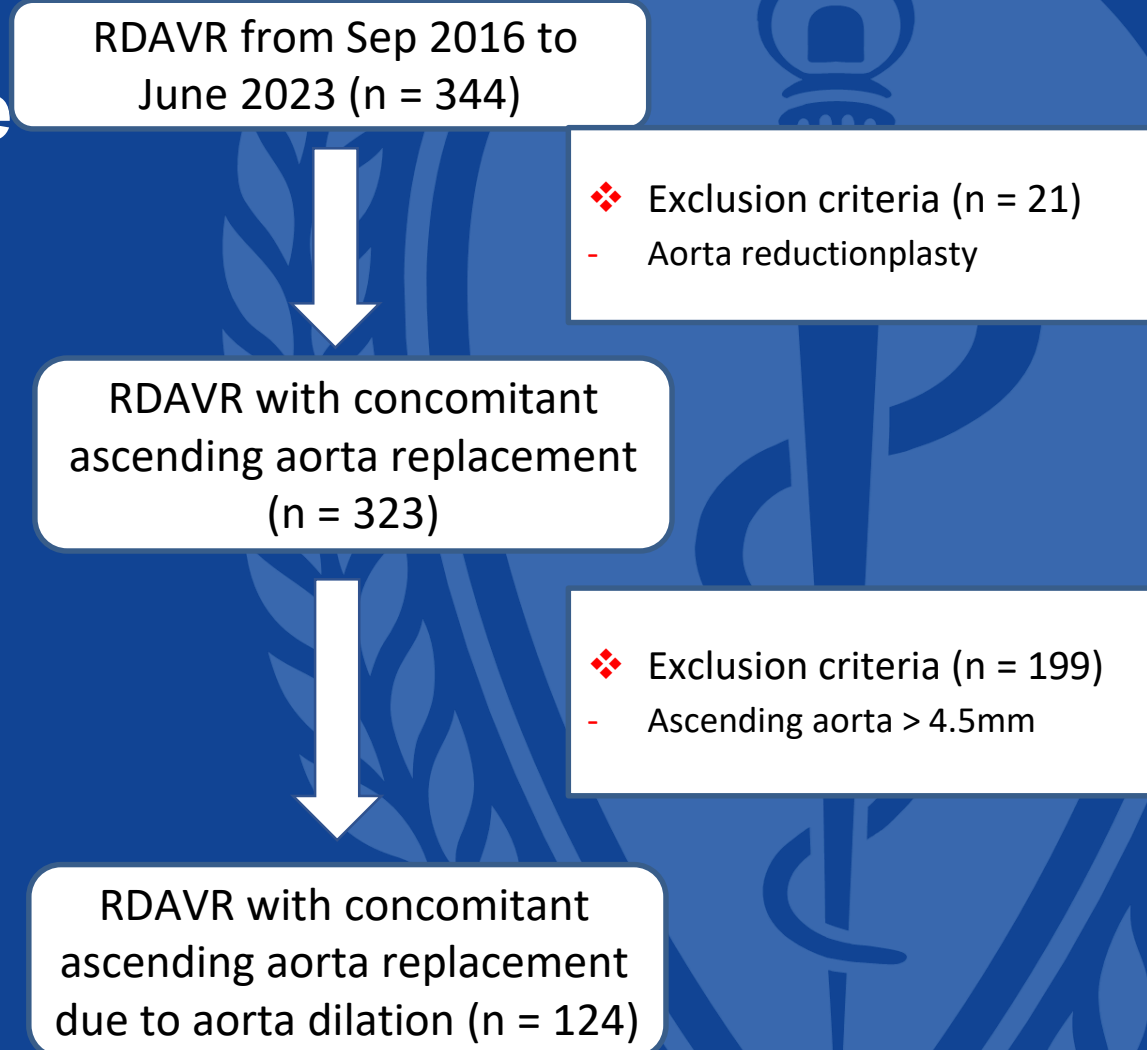 RDAVR from Sep 2016 to
June 2023 (n = 344)
e
❖ Exclusion criteria (n = 21)
- Aorta reductionplasty
RDAVR with concomitant
ascending aorta replacement
(n = 323)
❖ Exclusion criteria (n = 199)
- Ascending aorta > 4.5mm
RDAVR with concomitant
ascending aorta replacement
due to aorta dilation (n = 124)